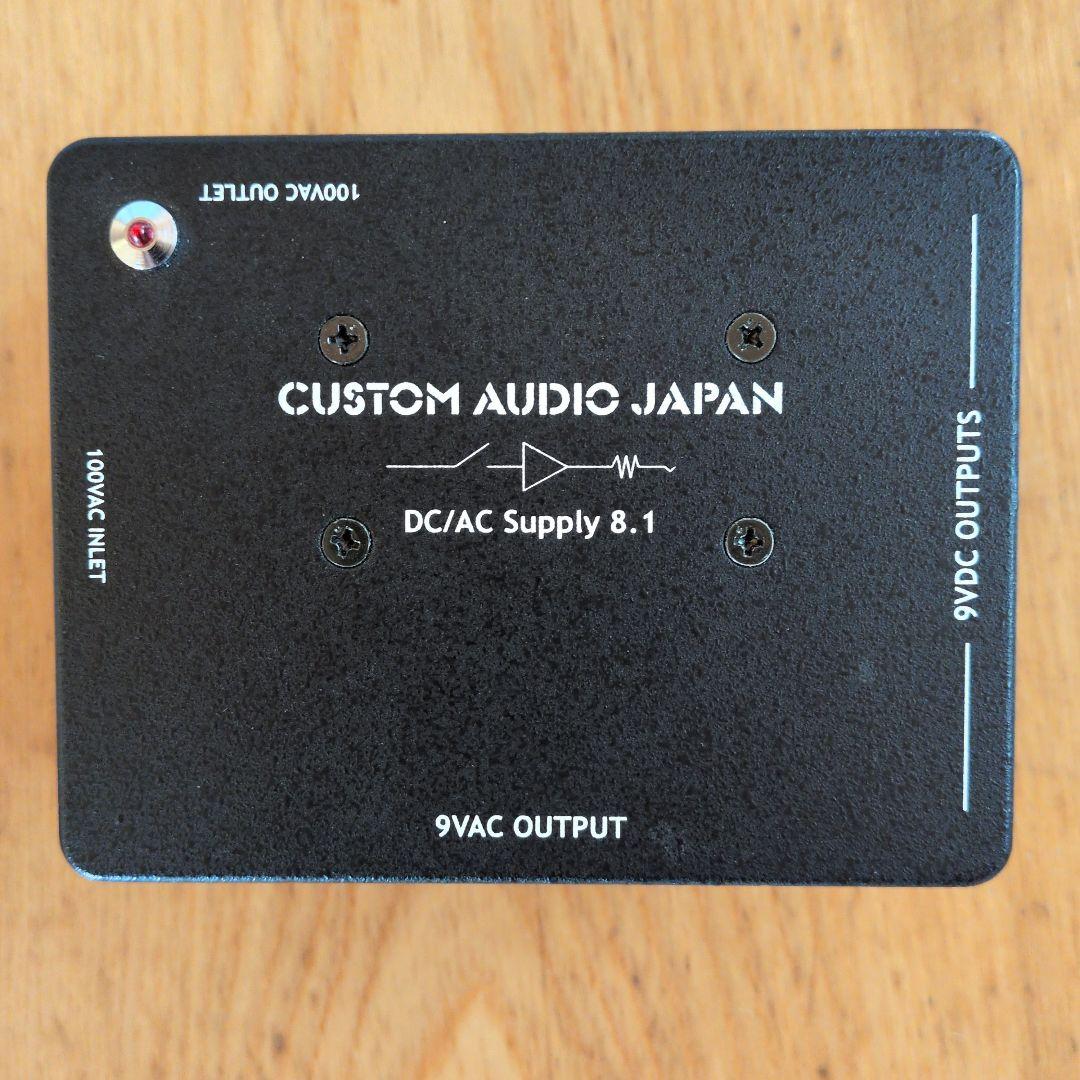 100VAC OUTLET
CUSTOM AUDIO JAPAN
DC/AC Supply 8.1
100VAC INLET
9VDC OUTPUTS
9VAC OUTPUT